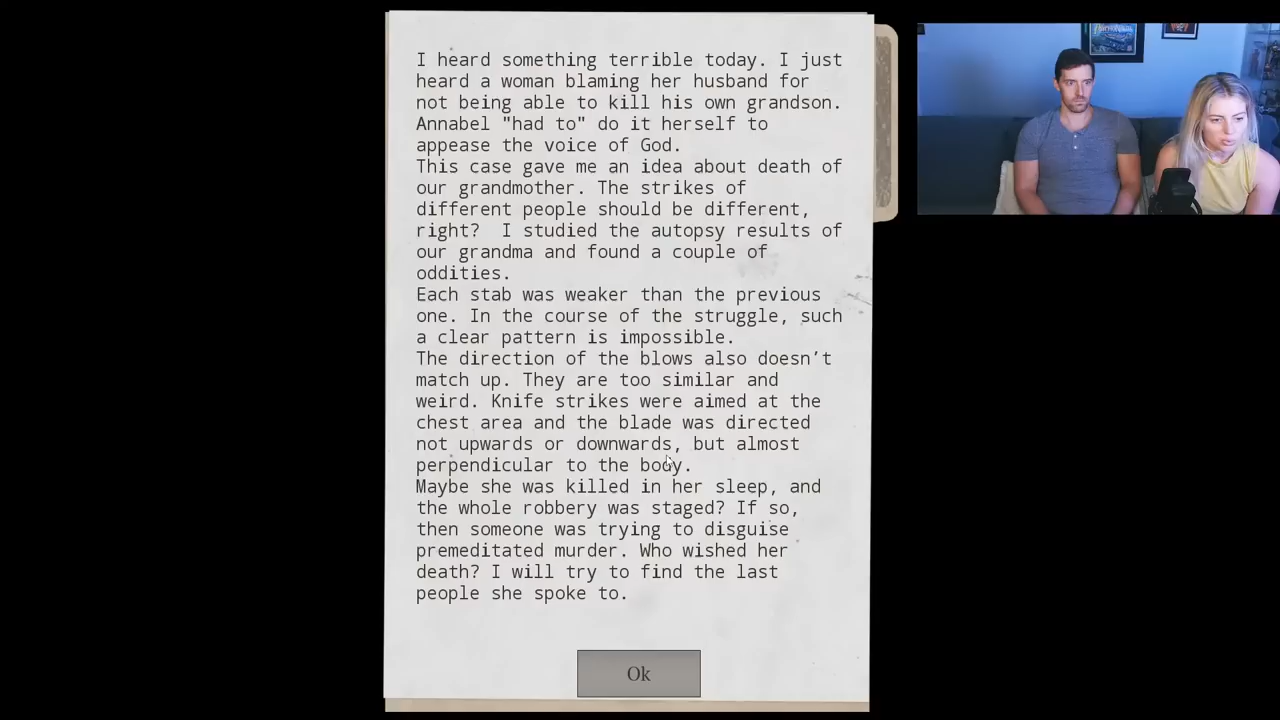 I heard something terrible today. I just
heard a woman blaming her husband for
not being able to kill his own grandson.
Annabel "had to" do it herself to
appease the voice of God.
This case gave me an idea about death of
our grandmother. The strikes of
different people should be different,
right?  I studied the autopsy results of
our grandma and found a couple of
oddities.
Each stab was weaker than the previous
one. In the course of the struggle, such
a clear pattern is impossible.
The direction of the blows also doesn’t
match up. They are too similar and
weird. Knife strikes were aimed at the
chest area and the blade was directed
not upwards or downwards, but almost
perpendicular to the body.
Maybe she was killed in her sleep, and
the whole robbery was staged? If so,
then someone was trying to disguise
premeditated murder. Who wished her
death? I will try to find the last
people she spoke to.
Ok